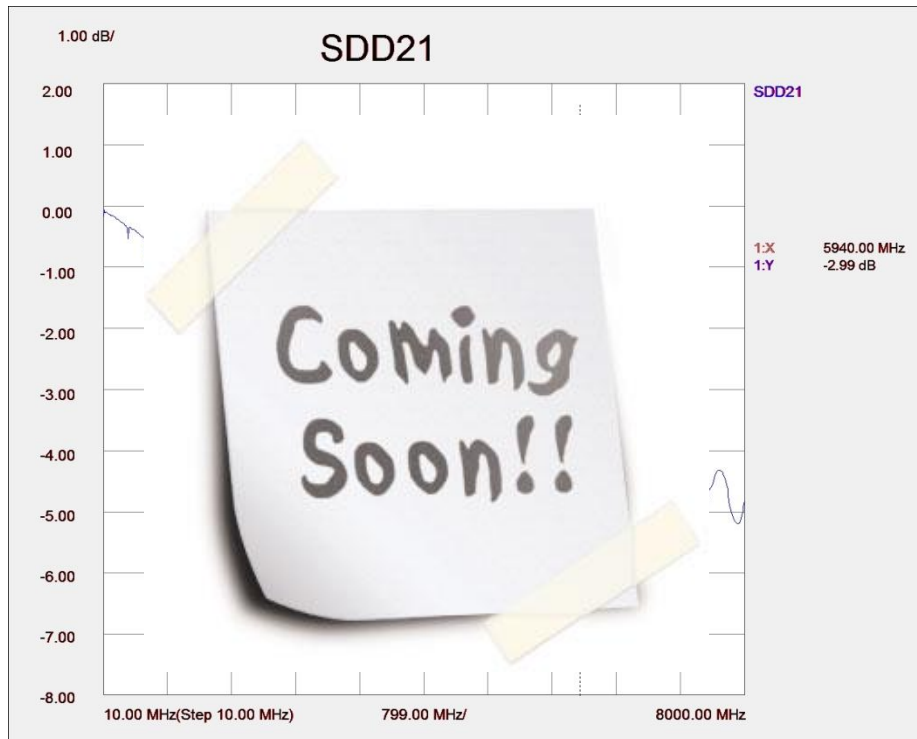 1.00 dB/
SDD21
2.00
SDD21
1.00
0.00
1:X 5940.00 MHz
-1.00
1:Y -2.99 dB
-2.00
Coming
-3.00
Soon!!
-4.00
-5.00
-6.00
-7.00
-8.00
10.00 MHz(Step 10.00 MHz) 799.00 MHz/ 8000.00 MHz